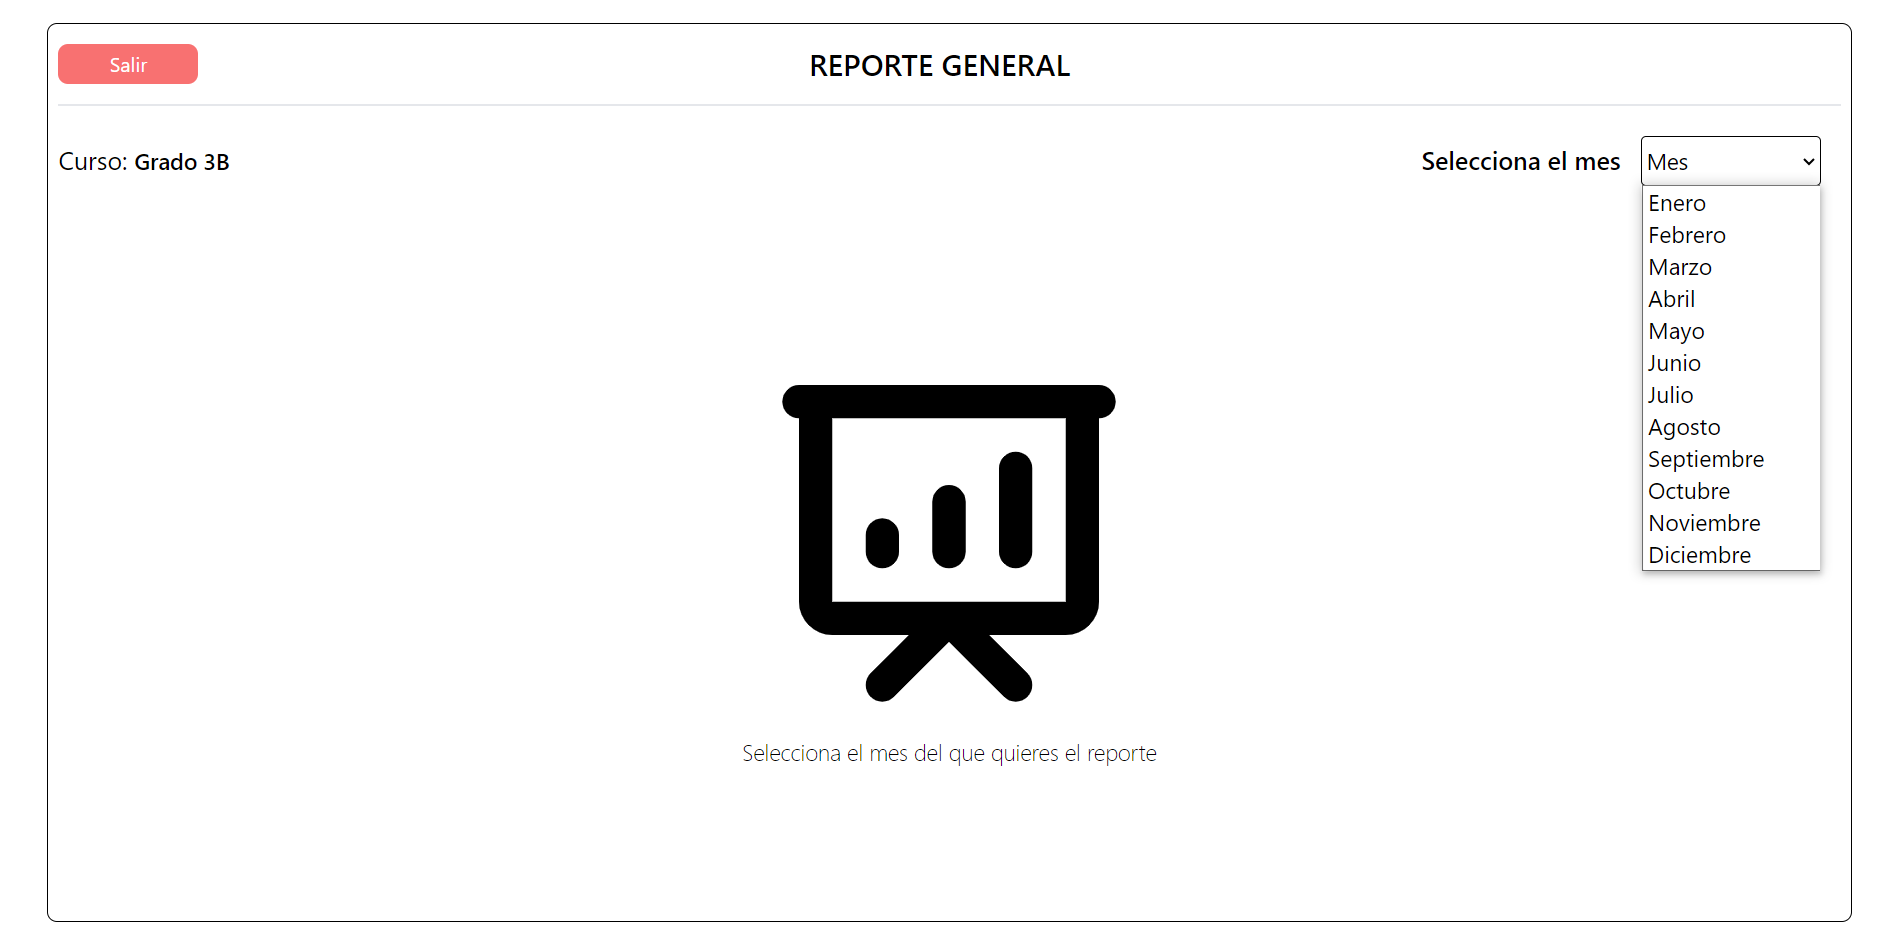 Salir
REPORTE GENERAL
Curso: Grado 3B
Selecciona el mes
Mes
Enero
Febrero
Marzo
Abril
Mayo
Junio
Julio
Agosto
Septiembre
Octubre
Noviembre
Diciembre
Selecciona el mes del que quieres el reporte